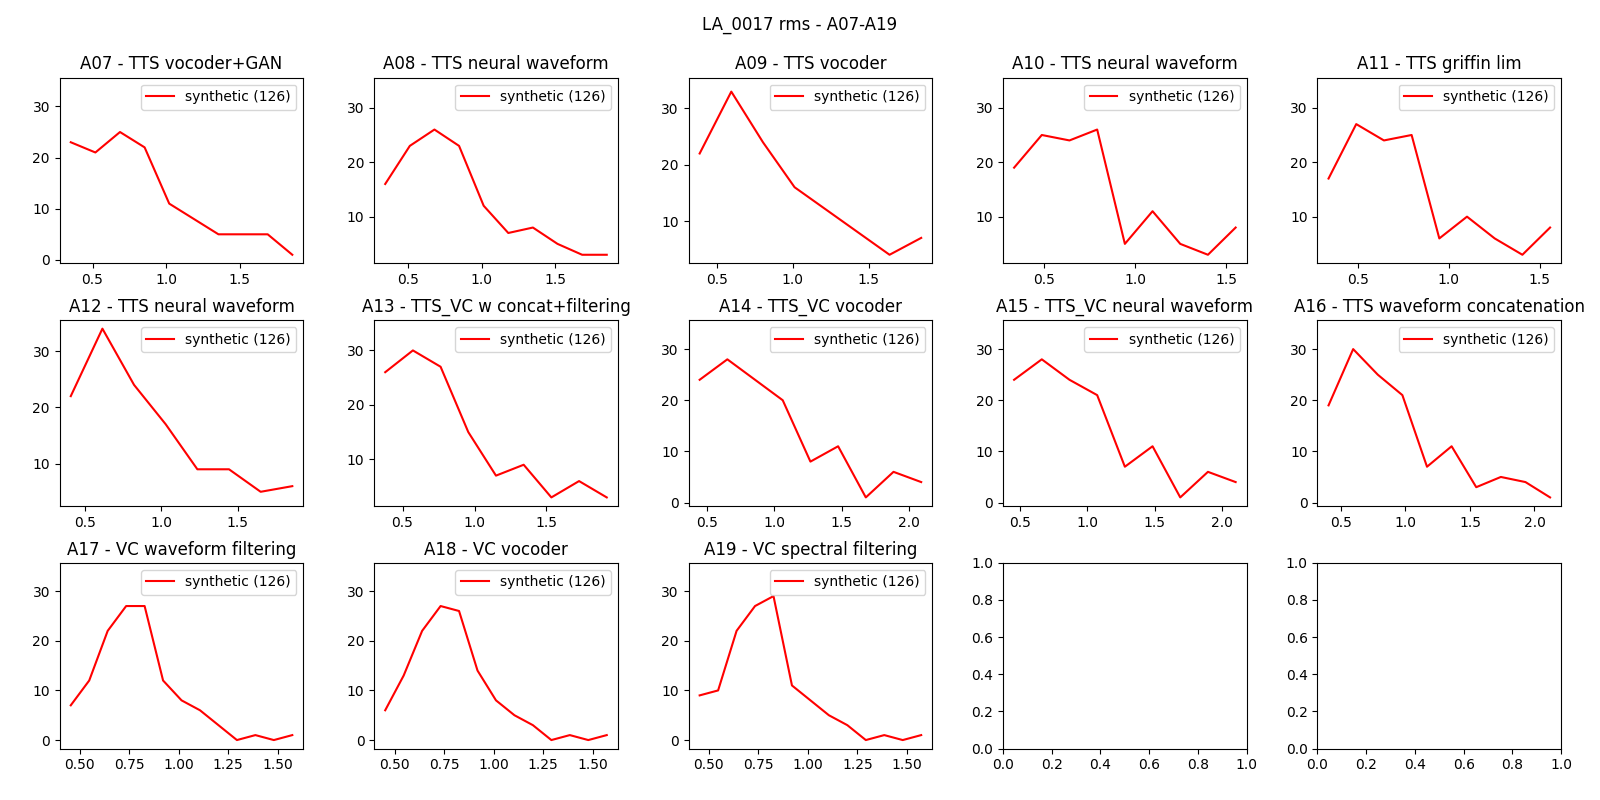 LA_0017 rms - A07-A19
A07 - TTS vocoder+GAN
synthetic (126)
30
20
10
0
0.5 1.0 1.5
A08 - TTS neural waveform
synthetic (126)
30
20
10
0.5 1.0 1.5
A09 - TTS vocoder
synthetic (126)
30
20
10
0.5 1.0 1.5
A10 - TTS neural waveform
synthetic (126)
30
20
10
0.5 1.0 1.5
A11 - TTS griffin lim
synthetic (126)
30
20
10
0.5 1.0 1.5
A12 - TTS neural waveform
synthetic (126)
30
20
10
0.5 1.0 1.5
A13 - TTS_VC w concat+filtering
synthetic (126)
30
20
10
0.5 1.0 1.5
A14 - TTS_VC vocoder
synthetic (126)
30
20
10
0
0.5 1.0 1.5 2.0
A15 - TTS_VC neural waveform
synthetic (126)
30
20
10
0
0.5 1.0 1.5 2.0
A16 - TTS waveform concatenation
synthetic (126)
30
20
10
0
0.5 1.0 1.5 2.0
A17 - VC waveform filtering
synthetic (126)
30
20
10
0
0.50 0.75 1.00 1.25 1.50
A18 - VC vocoder
synthetic (126)
30
20
10
0
0.50 0.75 1.00 1.25 1.50
A19 - VC spectral filtering
synthetic (126)
30
20
10
0
0.50 0.75 1.00 1.25 1.50
1.0
0.8
0.6
0.4
0.2
0.0
0.0 0.2 0.4 0.6 0.8 1.0
1.0
0.8
0.6
0.4
0.2
0.0
0.0 0.2 0.4 0.6 0.8 1.0